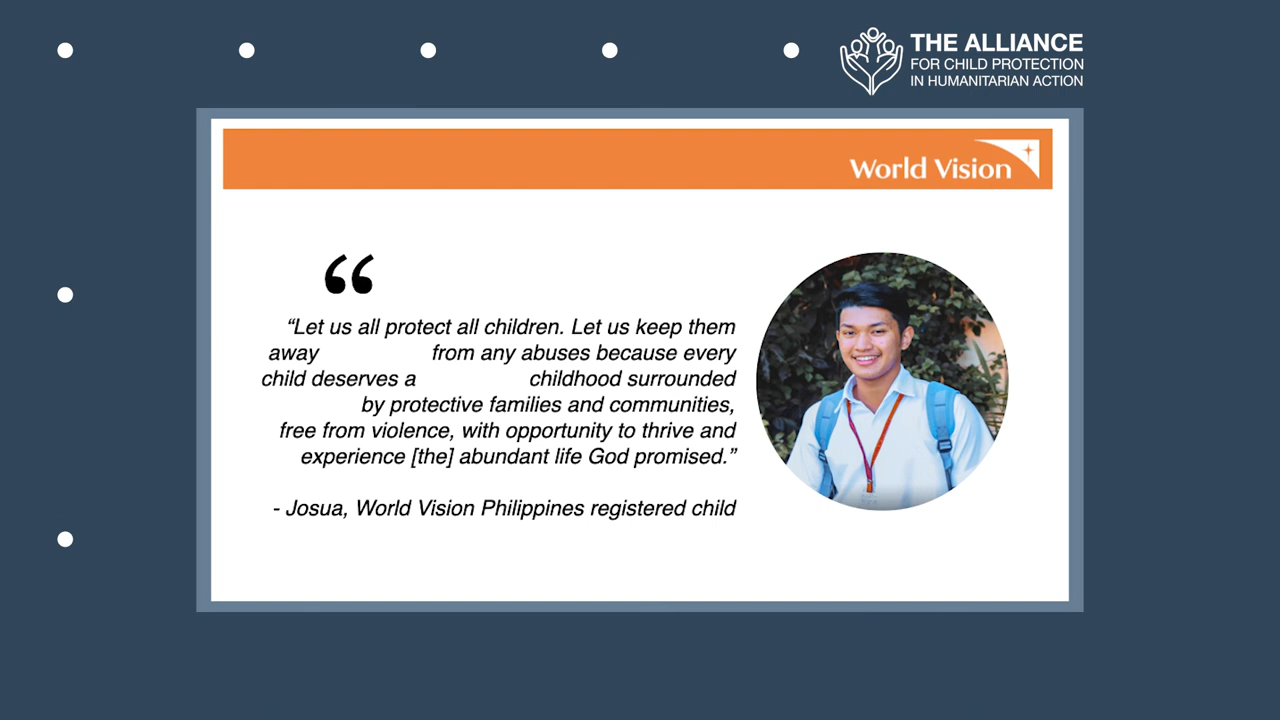 THE ALLIANCE
FOR CHILD PROTECTION
IN HUMANITARIAN ACTION
World Vision
“
“Let us all protect all children. Let us keep them
away from any abuses because every
child deserves a childhood surrounded
by protective families and communities,
free from violence, with opportunity to thrive and
experience [the] abundant life God promised.”
- Josua, World Vision Philippines registered child